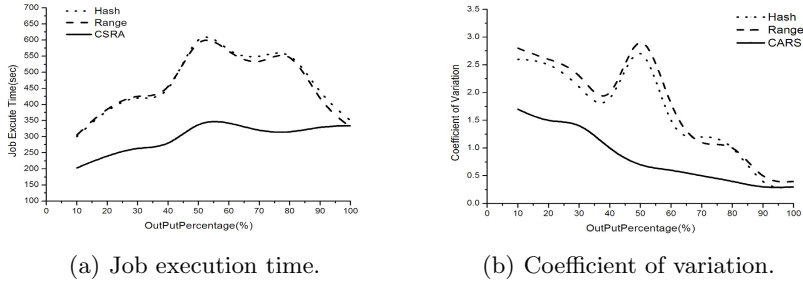 Hash
Range
CSRA
Job Excute Time(sec)
700
650
600
550
500
450
400
350
300
250
200
150
100
0 10 20 30 40 50 60 70 80 90 100
OutPutPercentage(%)
(a) Job execution time.
Hash
Range
CARS
Coefficient of Variation
3.5
3.0
2.5
2.0
1.5
1.0
0.5
0.0
0 10 20 30 40 50 60 70 80 90 100
OutPutPercentage(%)
(b) Coefficient of variation.